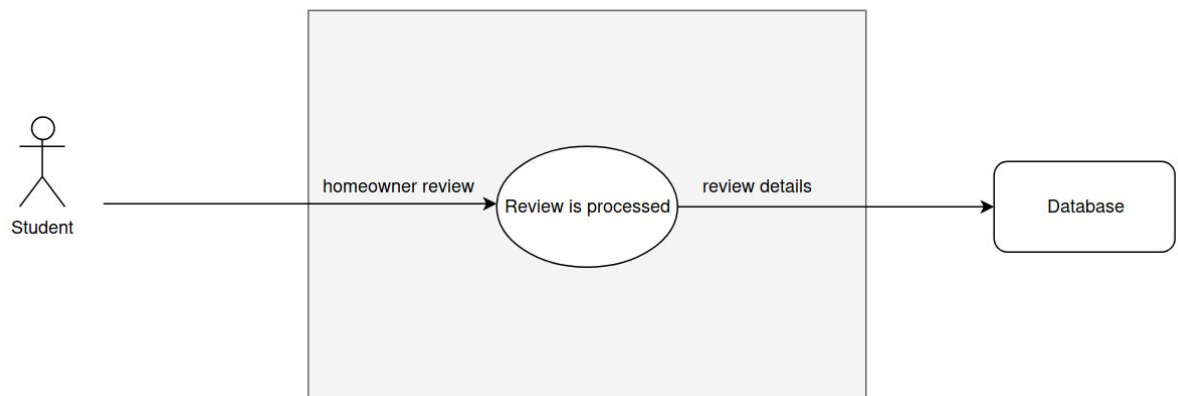 homeowner review
review details
Review is processed
Database
Student